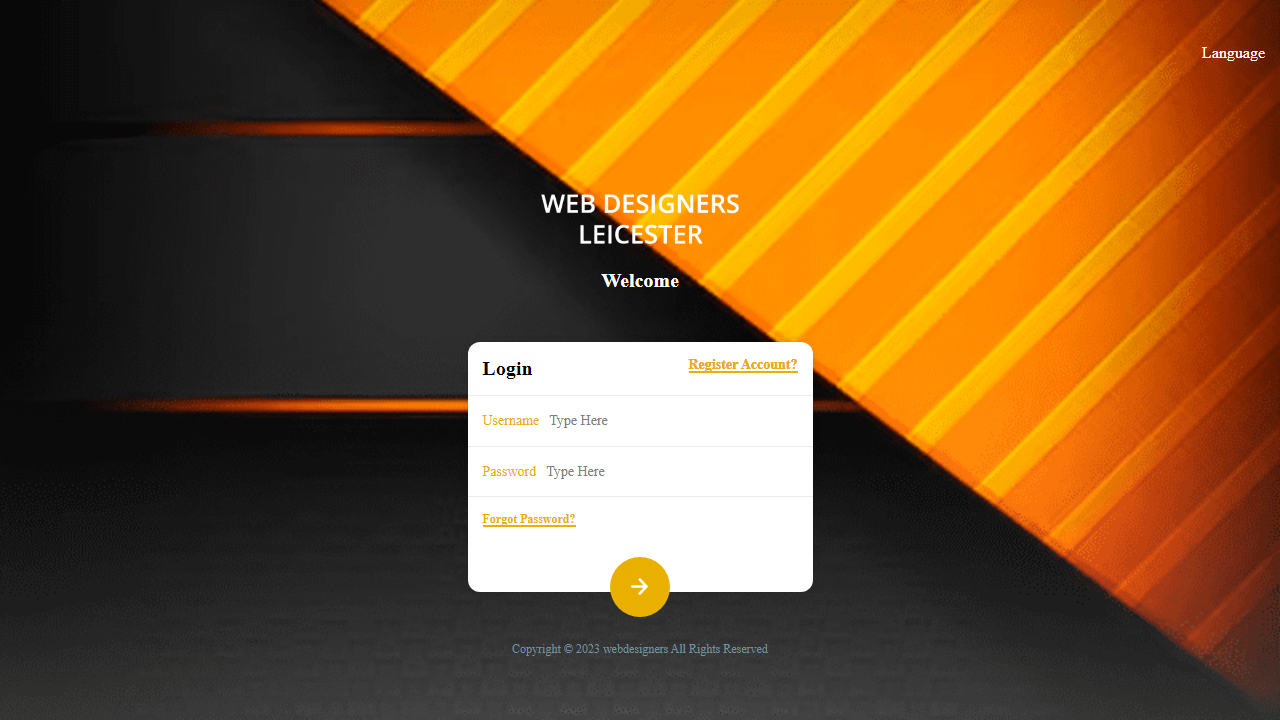 Language
WEB DESIGNERS
LEICESTER
Welcome
Login
Register Account?
Username Type Here
Password Type Here
Forgot Password?
Copyright © 2023 webdesigners All Rights Reserved